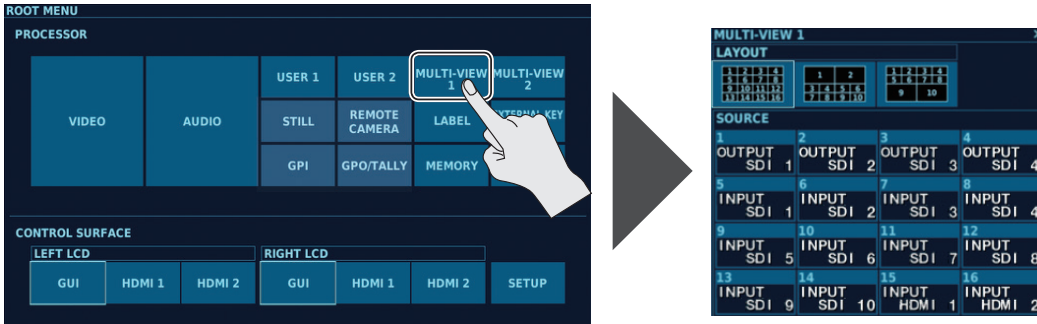 ROOT MENU
PROCESSOR
VIDEO
AUDIO
USER 1
USER 2
MULTI-VIEW
1
MULTI-VIEW
2
STILL
REMOTE
CAMERA
LABEL
KEY
GPI
GPO/TALLY
MEMORY
CONTROL SURFACE
LEFT LCD
GUI
HDMI 1
HDMI 2
RIGHT LCD
GUI
HDMI 1
HDMI 2
SETUP
MULTI-VIEW 1
LAYOUT
1 2 3 4
5 6 7 8
9 10 11 12
13 14 15 16
1 2
3 4 5 6
7 8 9 10
1 2 3 4
5 6 7 8
9 10
SOURCE
1
OUTPUT
SDI 1
2
OUTPUT
SDI 2
3
OUTPUT
SDI 3
4
OUTPUT
SDI 4
5
INPUT
SDI 1
6
INPUT
SDI 2
7
INPUT
SDI 3
8
INPUT
SDI 4
9
INPUT
SDI 5
10
INPUT
SDI 6
11
INPUT
SDI 7
12
INPUT
SDI 8
13
INPUT
SDI 9
14
INPUT
SDI 10
15
INPUT
HDMI 1
16
INPUT
HDMI 2